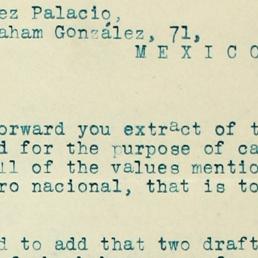 ez Palacio,
aham González, 71,
M E X I C O
orward you extract of t
d for the purpose of ca
ll of the values mentio
ro nacional, that is to
d to add that two draft